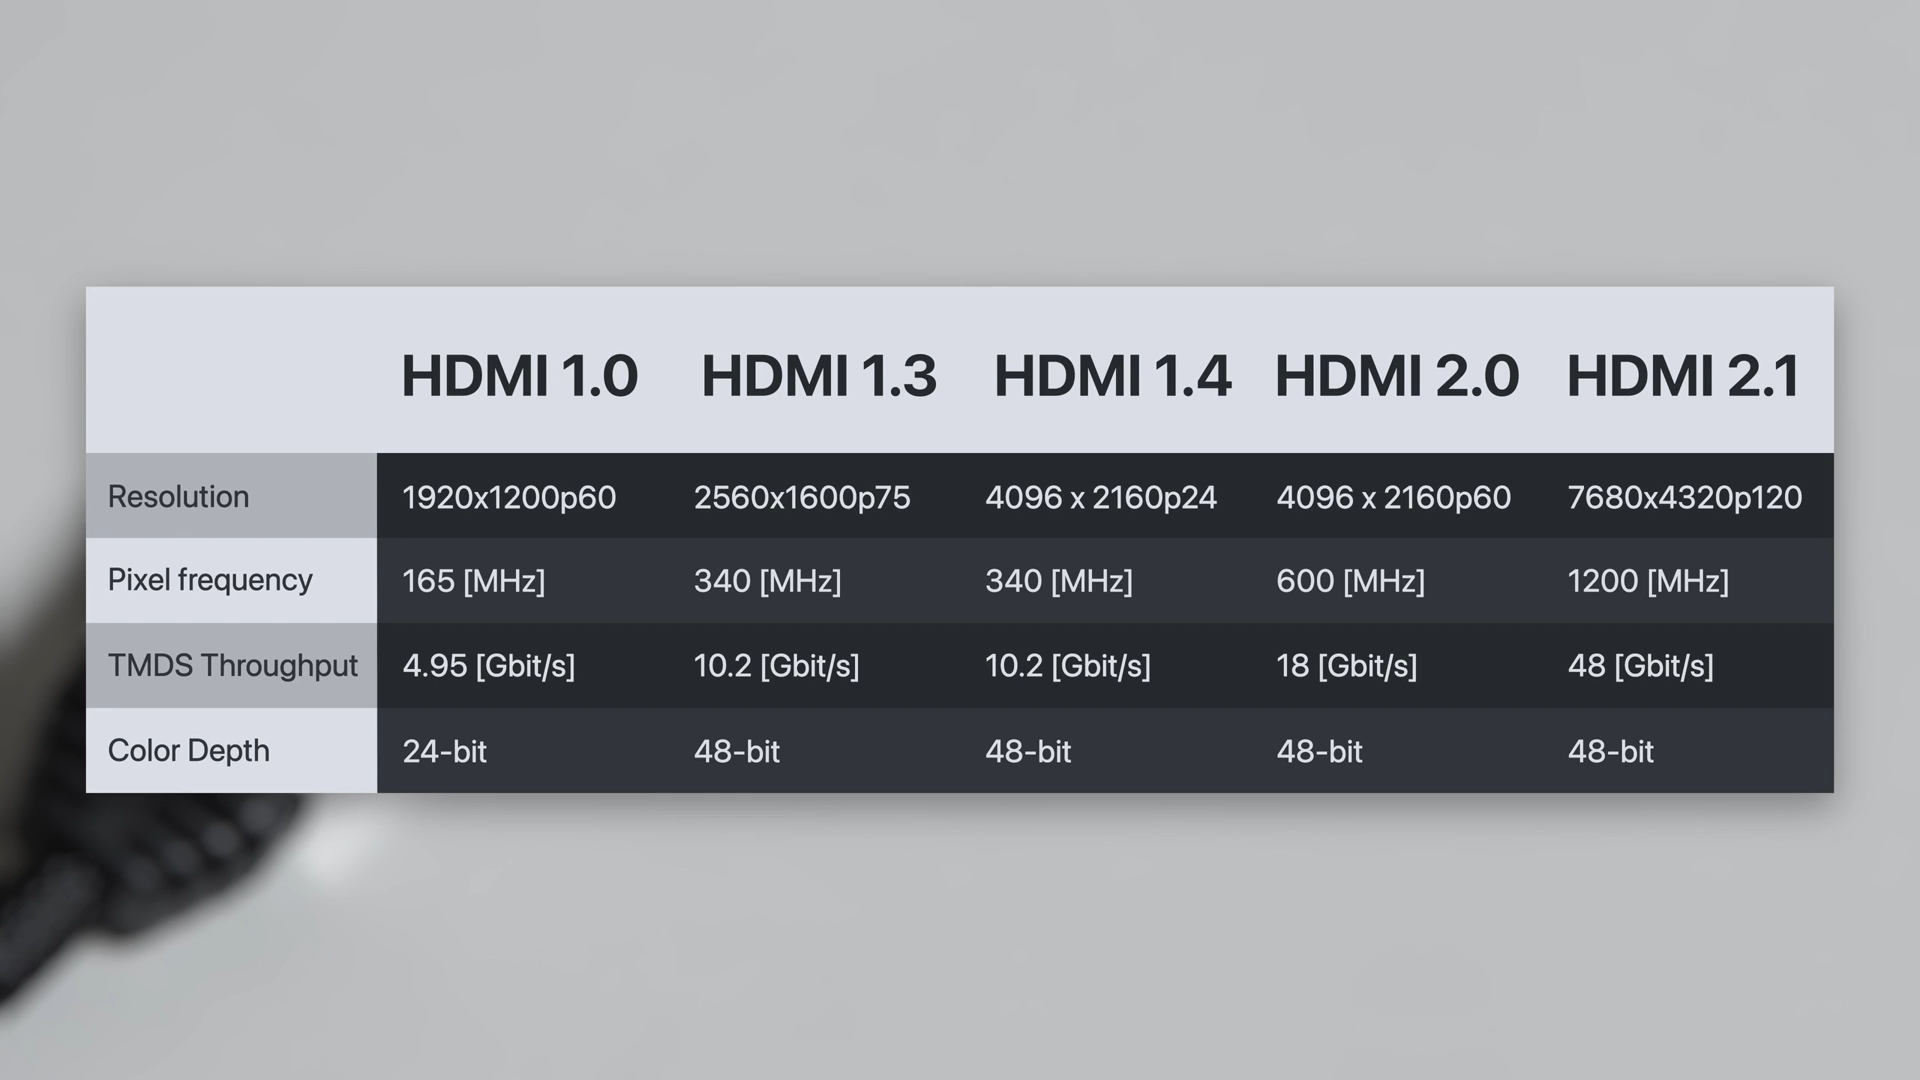 HDMI 1.0 HDMI 1.3 HDMI 1.4 HDMI 2.0 HDMI 2.1
Resolution 1920x1200p60 2560x1600p75 4096 x 2160p24 4096 x 2160p60 7680x4320p120
Pixel frequency 165 [MHz] 340 [MHz] 340 [MHz] 600 [MHz] 1200 [MHz]
TMDS Throughput 4.95 [Gbit/s] 10.2 [Gbit/s] 10.2 [Gbit/s] 18 [Gbit/s] 48 [Gbit/s]
Color Depth 24-bit 48-bit 48-bit 48-bit 48-bit